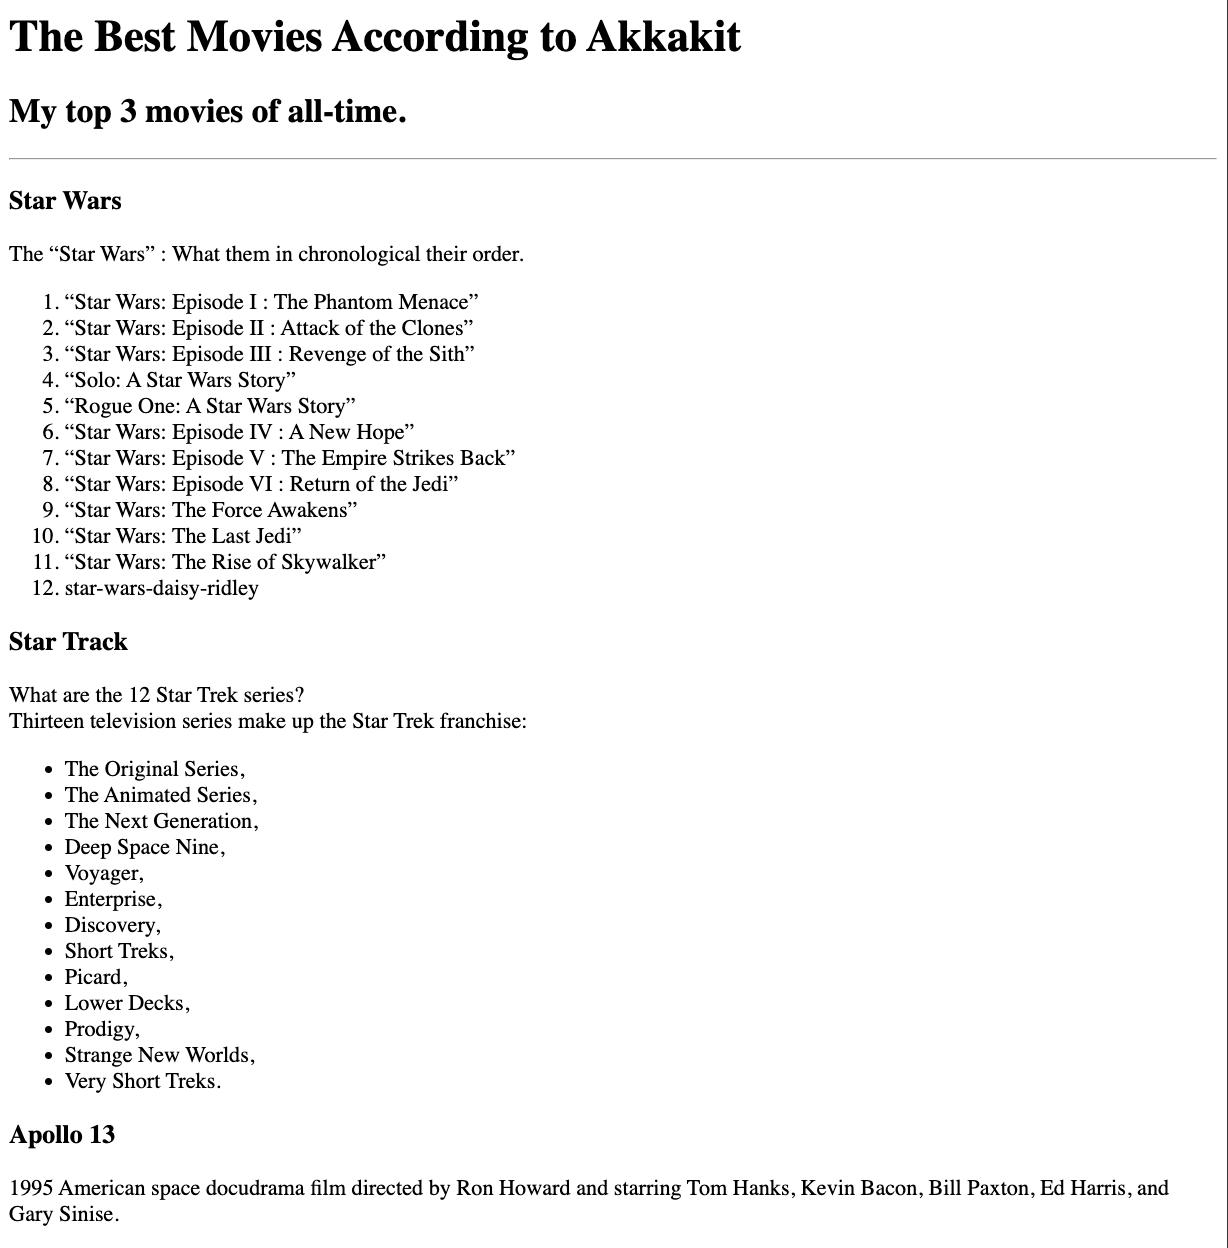 The Best Movies According to Akkakit
My top 3 movies of all-time.
Star Wars
The “Star Wars” : What them in chronological their order.
1. “Star Wars: Episode I : The Phantom Menace”
2. “Star Wars: Episode II : Attack of the Clones”
3. “Star Wars: Episode III : Revenge of the Sith”
4. “Solo: A Star Wars Story”
5. “Rogue One: A Star Wars Story”
6. “Star Wars: Episode IV : A New Hope”
7. “Star Wars: Episode V : The Empire Strikes Back”
8. “Star Wars: Episode VI : Return of the Jedi”
9. “Star Wars: The Force Awakens”
10. “Star Wars: The Last Jedi”
11. “Star Wars: The Rise of Skywalker”
12. star-wars-daisy-ridley
Star Track
What are the 12 Star Trek series?
Thirteen television series make up the Star Trek franchise:
• The Original Series,
• The Animated Series,
• The Next Generation,
• Deep Space Nine,
• Voyager,
• Enterprise,
• Discovery,
• Short Treks,
• Picard,
• Lower Decks,
• Prodigy,
• Strange New Worlds,
• Very Short Treks.
Apollo 13
1995 American space docudrama film directed by Ron Howard and starring Tom Hanks, Kevin Bacon, Bill Paxton, Ed Harris, and
Gary Sinise.